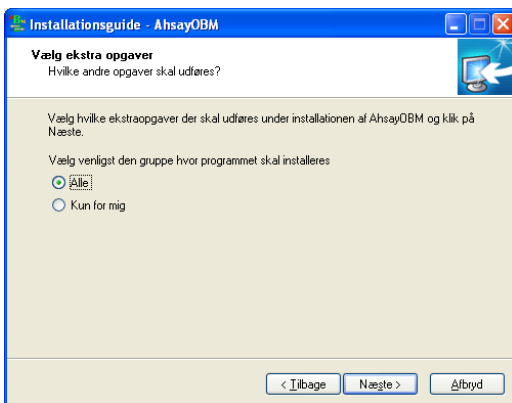 Installationsguide - AhsayOBM
Vælg ekstra opgaver
Hvilke andre opgaver skal udføres?
Vælg hvilke ekstraopgaver der skal udføres under installationen af AhsayOBM og klik på
Næste.
Vælg venligst den gruppe hvor programmet skal installeres
Alle
Kun for mig
< Tilbage
Næste >
Afbryd